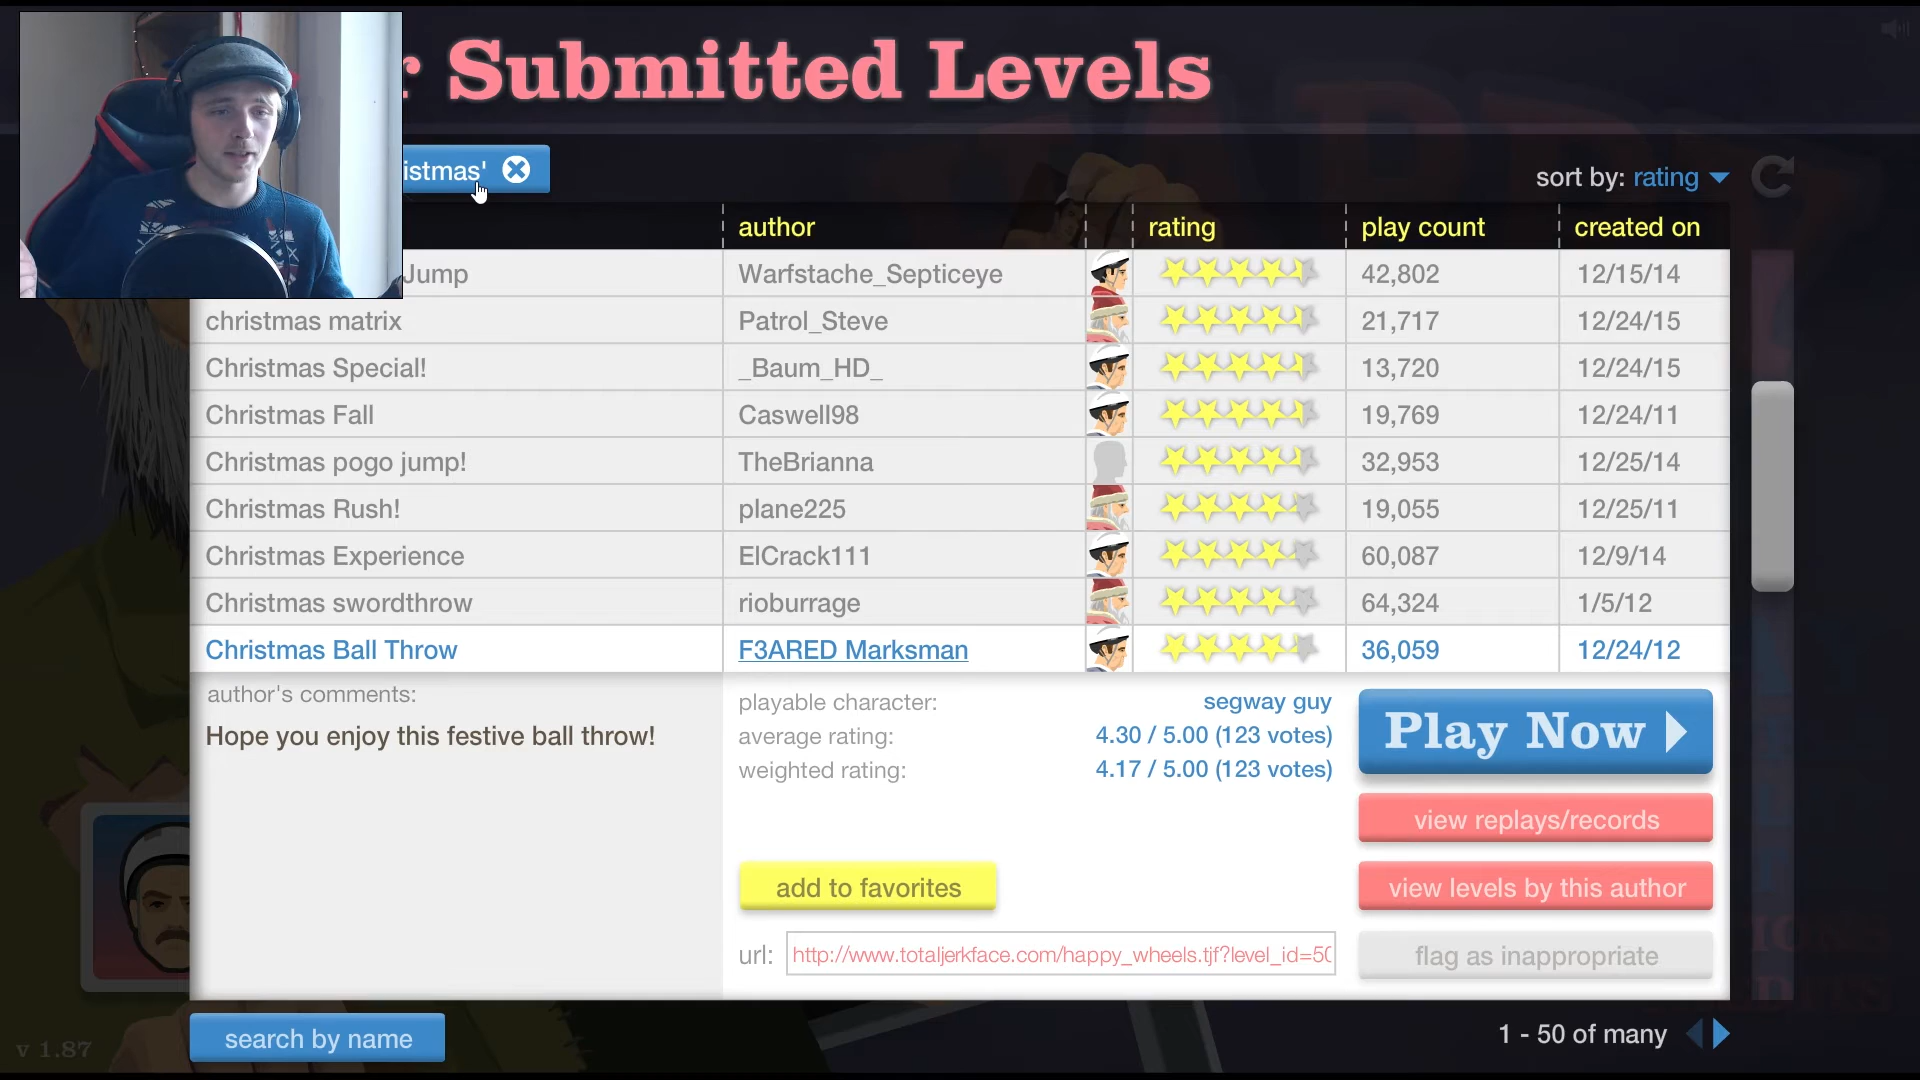 r Submitted Levels
istmas'
sort by: rating
author rating play count created on
Jump Warfstache_Septiceye 42,802 12/15/14
christmas matrix Patrol_Steve 21,717 12/24/15
Christmas Special! _Baum_HD_ 13,720 12/24/15
Christmas Fall Caswell98 19,769 12/24/11
Christmas pogo jump! TheBrianna 32,953 12/25/14
Christmas Rush! plane225 19,055 12/25/11
Christmas Experience ElCrack111 60,087 12/9/14
Christmas swordthrow rioburrage 64,324 1/5/12
Christmas Ball Throw F3ARED Marksman 36,059 12/24/12
author's comments:
Hope you enjoy this festive ball throw!
playable character: segway guy
average rating: 4.30 / 5.00 (123 votes)
weighted rating: 4.17 / 5.00 (123 votes)
Play Now
view replays/records
add to favorites
view levels by this author
url: http://www.totaljerkface.com/happy_wheels.tjf?level_id=50
flag as inappropriate
search by name
1 - 50 of many
v 1.87